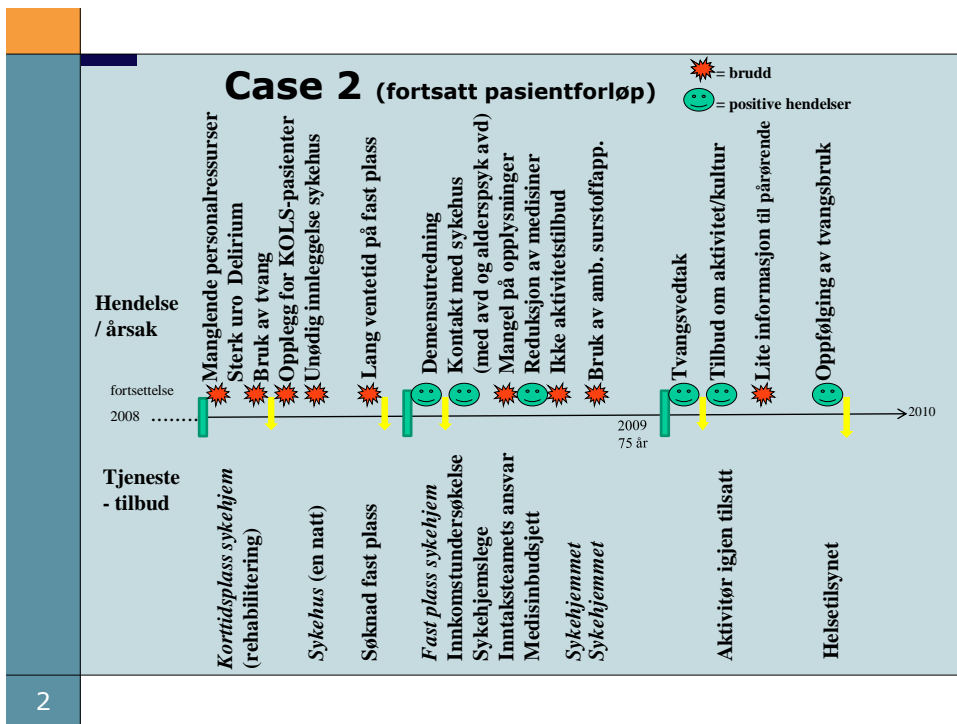 Case 2 (fortsatt pasientforløp)
= brudd
= positive hendelser
Hendelse
/ årsak
Manglende personalressurser
Sterk uro Delirium
Bruk av tvang
Opplegg for KOLS-pasienter
Unødig innleggelse sykehus
Lang ventetid på fast plass
Demensutredning
Kontakt med sykehus
(med avd og alderspsyk avd)
Mangel på opplysninger
Reduksjon av medisiner
Ikke aktivitetstilbud
Bruk av amb. surstoffapp.
Tvangsvedtak
Tilbud om aktivitet/kultur
Lite informasjon til pårørende
Oppfølging av tvangsbruk
fortsettelse
2008 ........
2009
75 år
2010
Tjeneste
- tilbud
Korttidsplass sykehjem
(rehabilitering)
Sykehus (en natt)
Søknad fast plass
Fast plass sykehjem
Innkomstundersøkelse
Sykehjemslege
Inntaksteamets ansvar
Medisinbudsjett
Sykehjemmet
Sykehjemmet
Aktivitør igjen tilsatt
Helsetilsynet
2